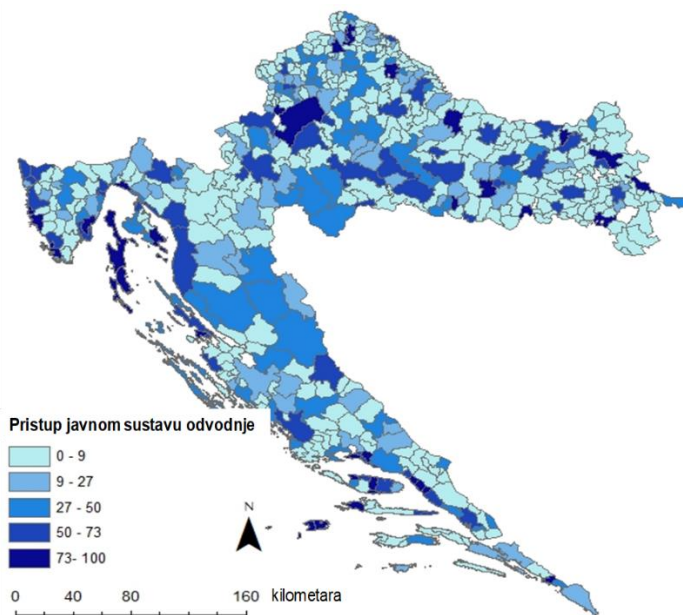 Pristup javnom sustavu odvodnje
0 - 9
9 - 27
27 - 50
50 - 73
73- 100
N
0 40 80 160 kilometara